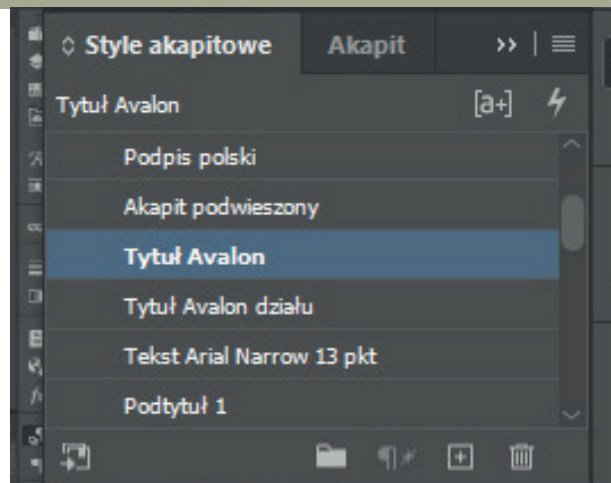 Style akapitowe Akapit
Tytuł Avalon [a+]
Podpis polski
Akapit podwieszony
Tytuł Avalon
Tytuł Avalon działu
Tekst Arial Narrow 13 pkt
Podtytuł 1